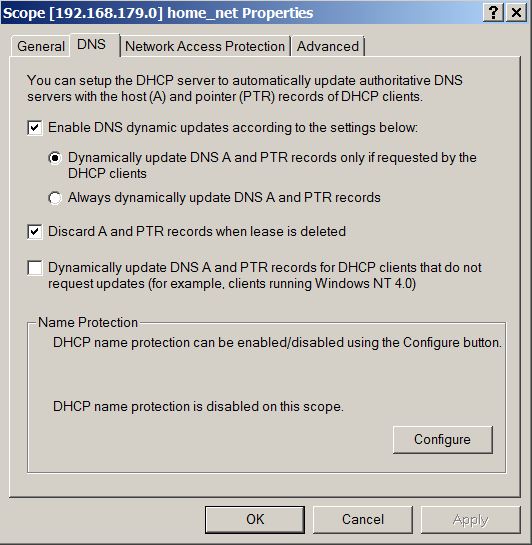 Scope [192.168.179.0] home_net Properties
General DNS Network Access Protection Advanced
You can setup the DHCP server to automatically update authoritative DNS
servers with the host (A) and pointer (PTR) records of DHCP clients.
Enable DNS dynamic updates according to the settings below:
Dynamically update DNS A and PTR records only if requested by the
DHCP clients
Always dynamically update DNS A and PTR records
Discard A and PTR records when lease is deleted
Dynamically update DNS A and PTR records for DHCP clients that do not
request updates (for example, clients running Windows NT 4.0)
Name Protection
DHCP name protection can be enabled/disabled using the Configure button.
DHCP name protection is disabled on this scope.
Configure
OK Cancel Apply